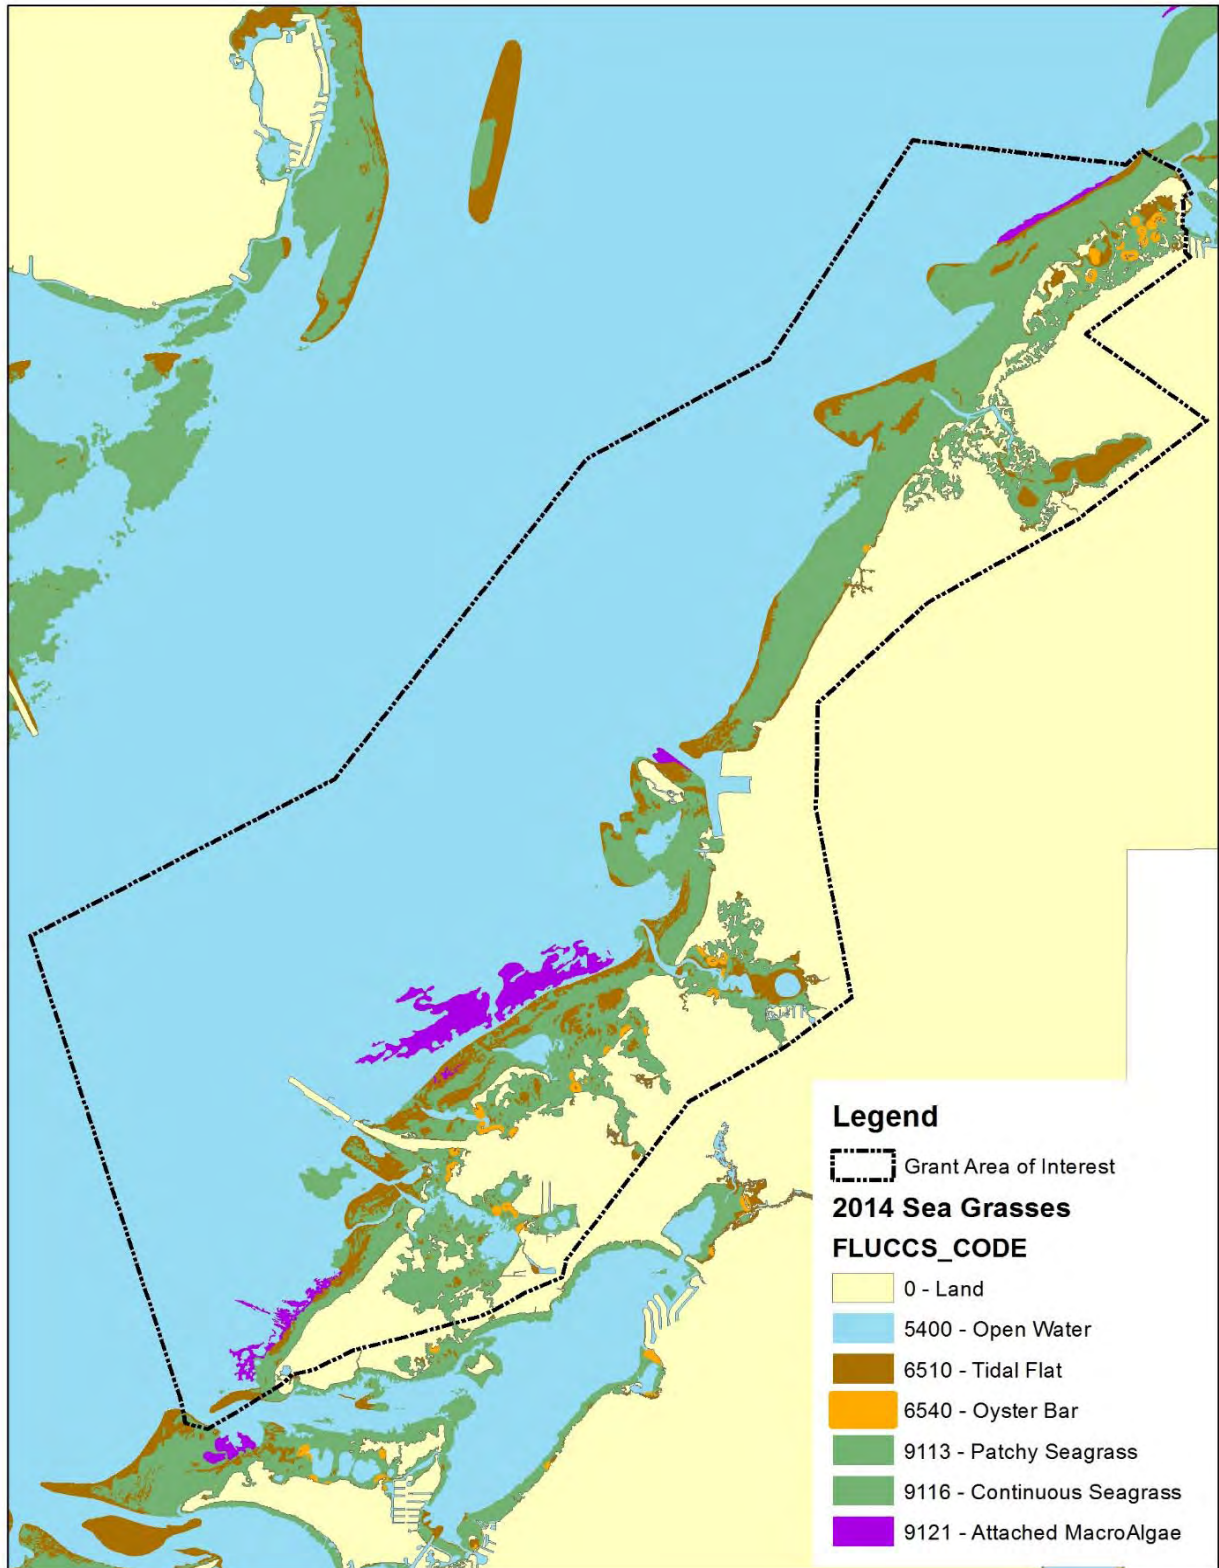 Legend
Grant Area of Interest
2014 Sea Grasses
FLUCCS_CODE
0 - Land
5400 - Open Water
6510 - Tidal Flat
6540 - Oyster Bar
9113 - Patchy Seagrass
9116 - Continuous Seagrass
9121 - Attached MacroAlgae